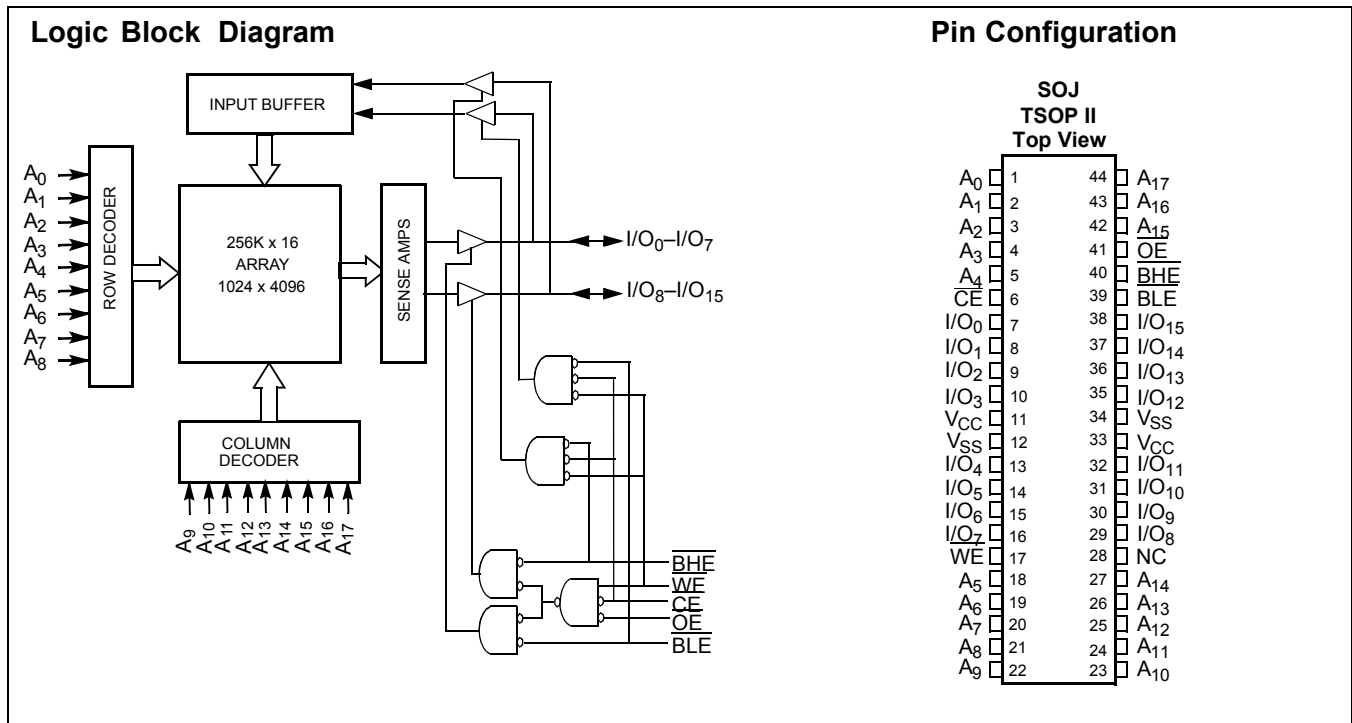 Logic Block Diagram
INPUT BUFFER
A0
A1
A2
A3
A4
A5
A6
A7
A8
ROW DECODER
256K x 16
ARRAY
1024 x 4096
SENSE AMPS
I/O0–I/O7
I/O8–I/O15
COLUMN
DECODER
A9
A10
A11
A12
A13
A14
A15
A16
A17
BHE
WE
CE
OE
BLE
Pin Configuration
SOJ
TSOP II
Top View
A0 1 44 A17
A1 2 43 A16
A2 3 42 A15
A3 4 41 OE
A4 5 40 BHE
CE 6 39 BLE
I/O0 7 38 I/O15
I/O1 8 37 I/O14
I/O2 9 36 I/O13
I/O3 10 35 I/O12
VCC 11 34 VSS
VSS 12 33 VCC
I/O4 13 32 I/O11
I/O5 14 31 I/O10
I/O6 15 30 I/O9
I/O7 16 29 I/O8
WE 17 28 NC
A5 18 27 A14
A6 19 26 A13
A7 20 25 A12
A8 21 24 A11
A9 22 23 A10